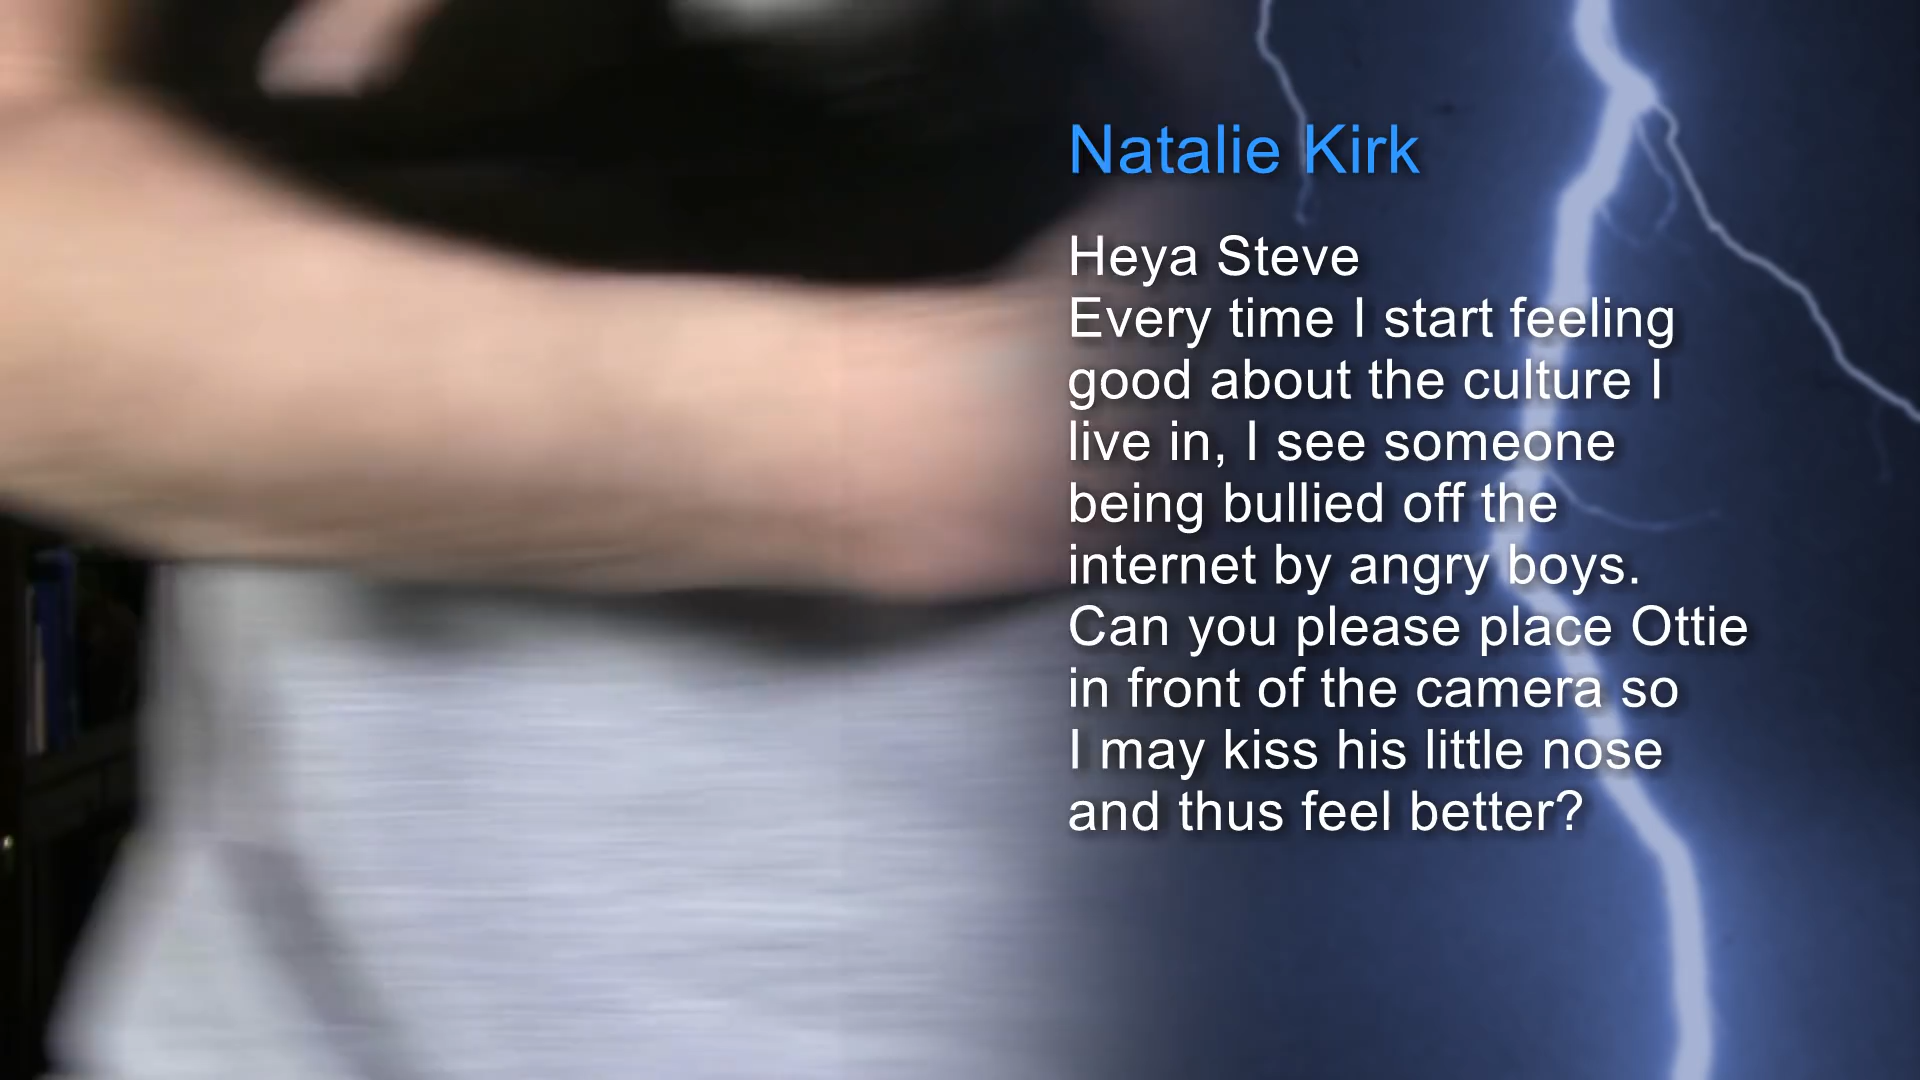 Natalie Kirk
Heya Steve
Every time I start feeling
good about the culture I
live in, I see someone
being bullied off the
internet by angry boys.
Can you please place Ottie
in front of the camera so
I may kiss his little nose
and thus feel better?